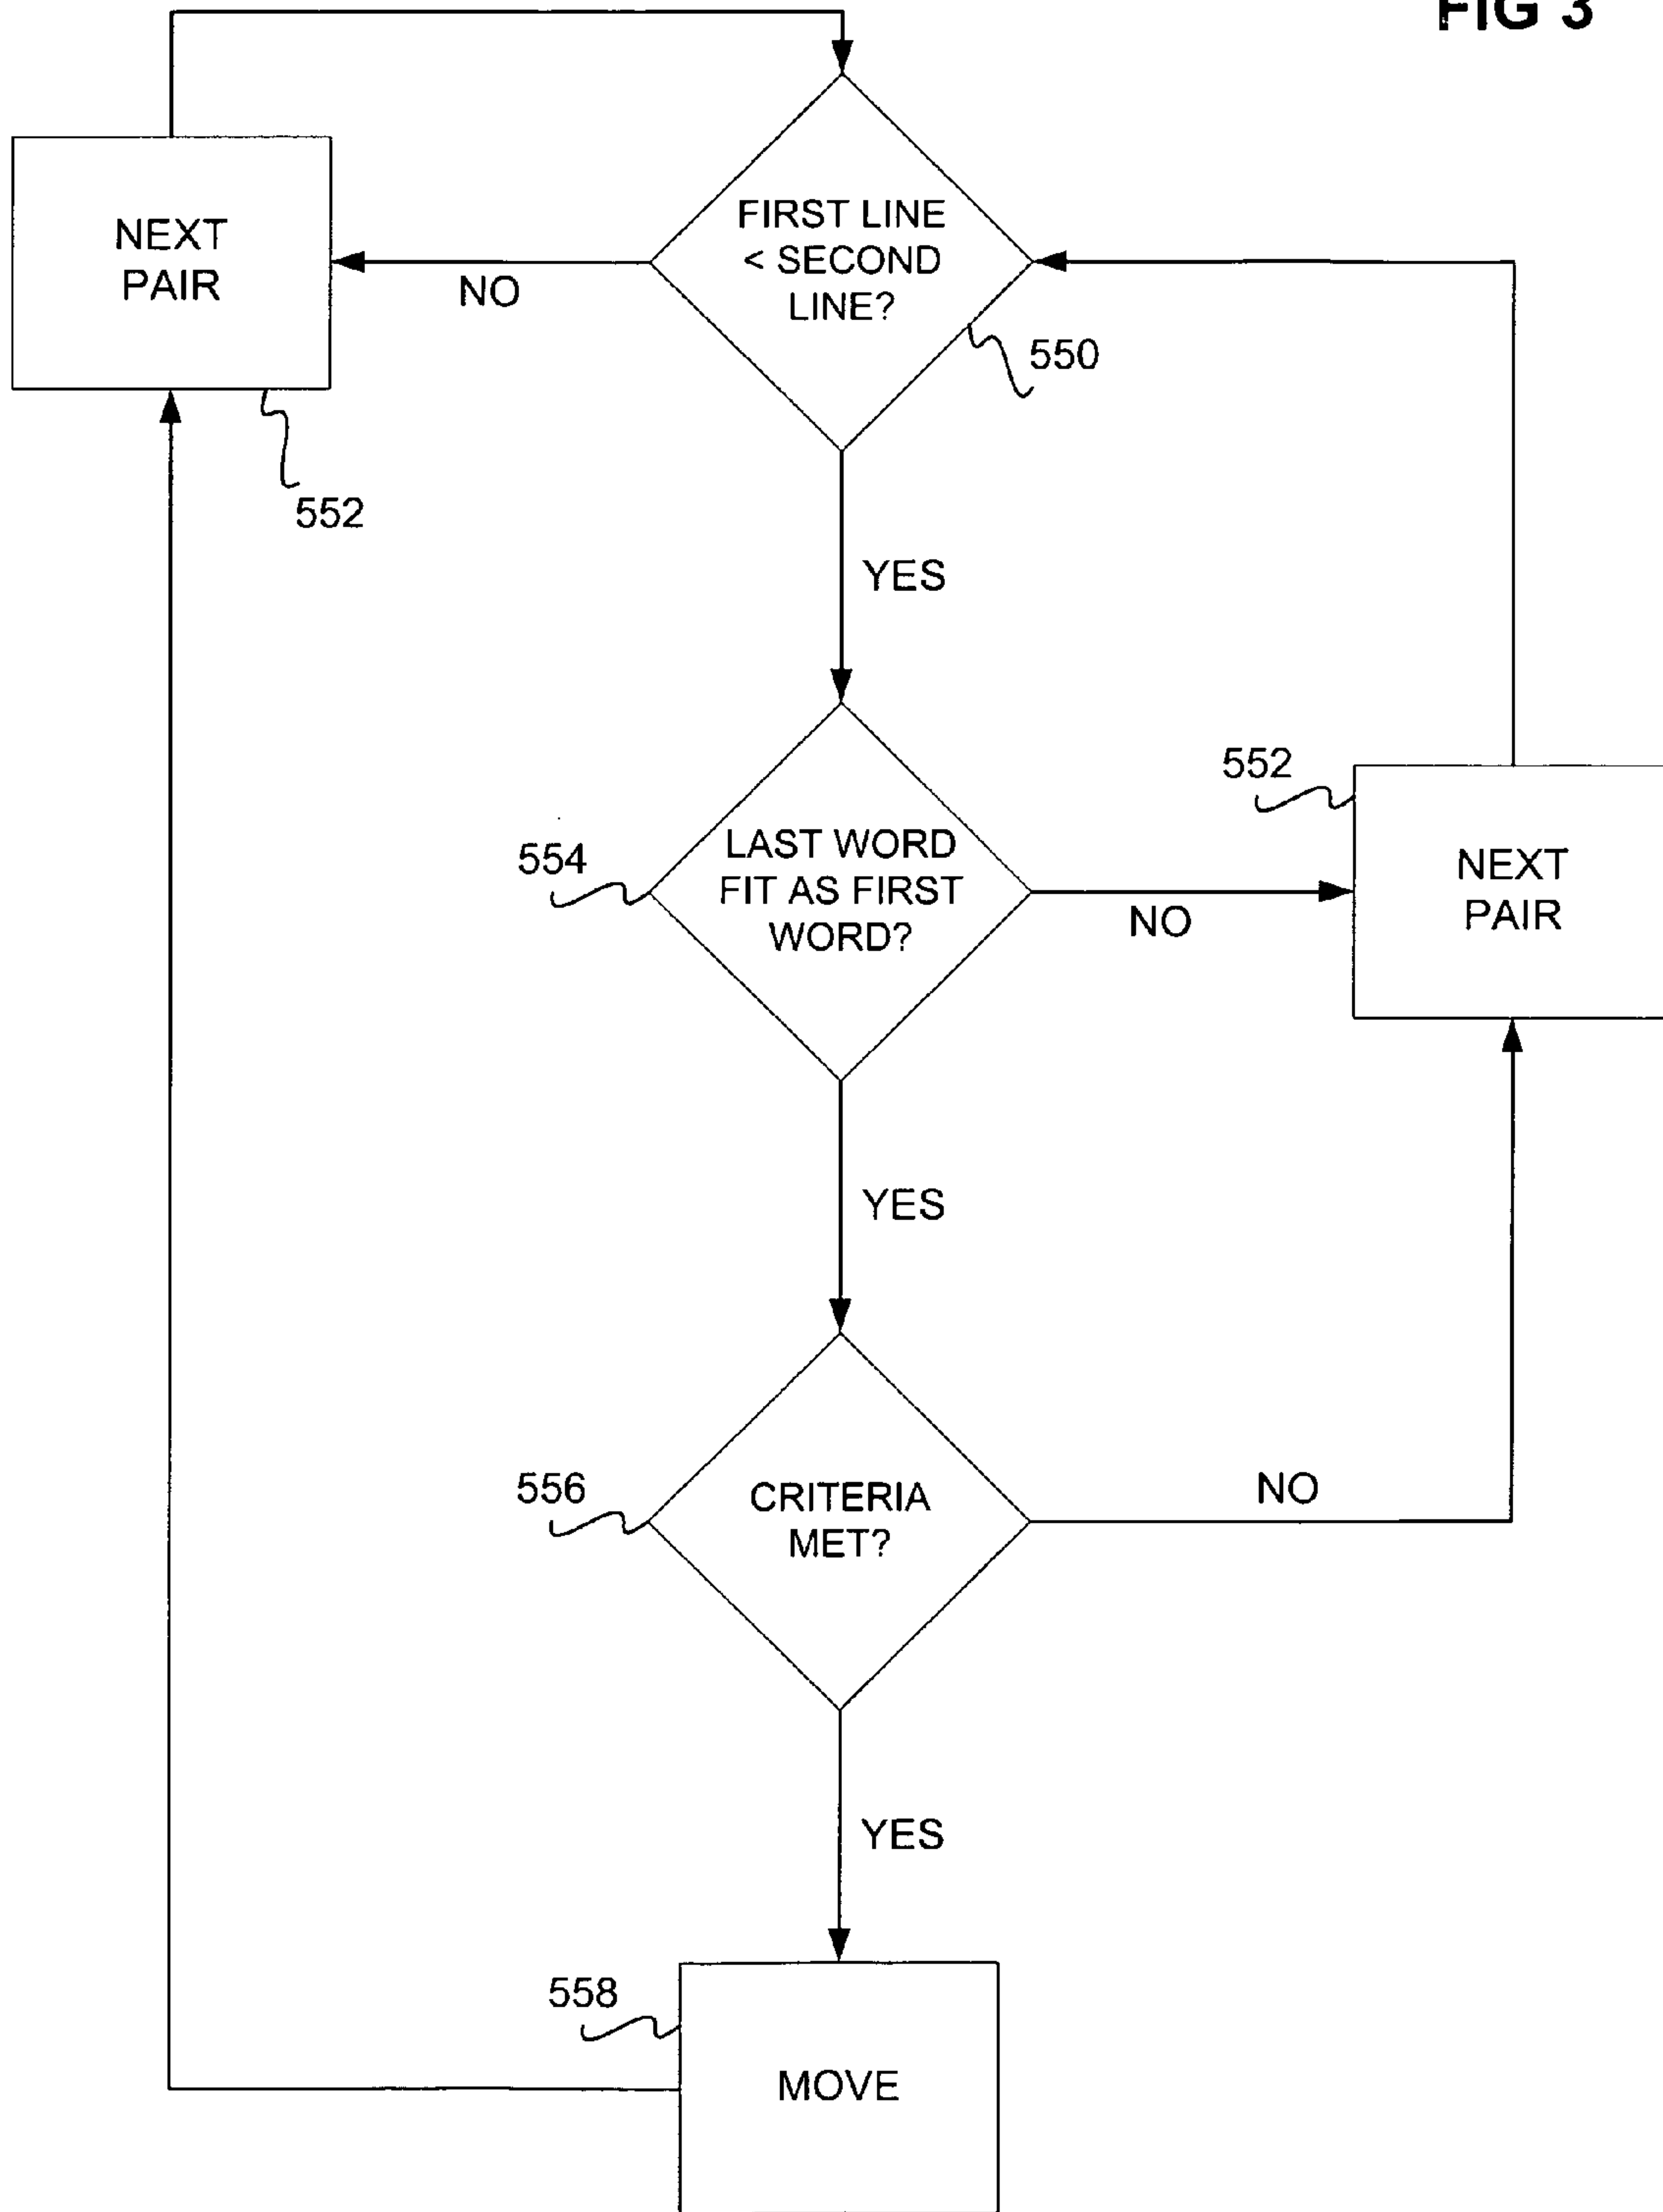 FIG 3
FIRST LINE
< SECOND
LINE?
NEXT
PAIR
NO
550
552
YES
552
LAST WORD
FIT AS FIRST
WORD?
554
NEXT
PAIR
NO
YES
556
CRITERIA
MET?
NO
YES
558
MOVE